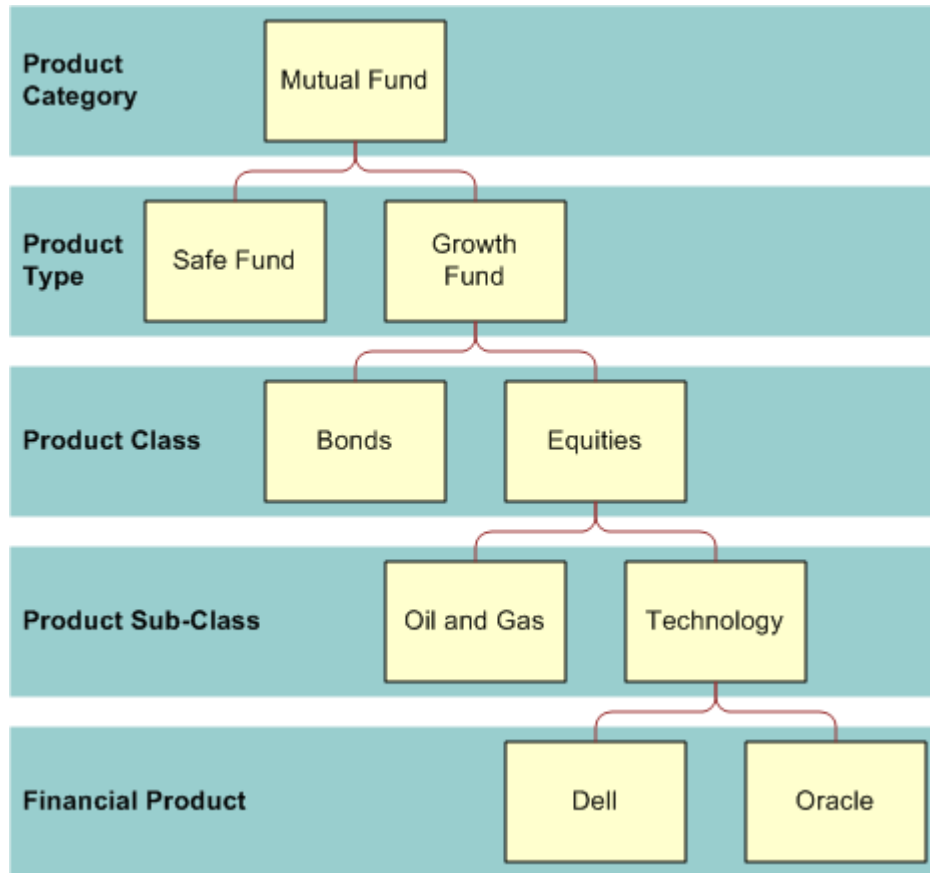 Product
Category
Mutual Fund
Product
Type
Safe Fund
Growth
Fund
Product Class
Bonds
Equities
Product Sub-Class
Oil and Gas
Technology
Financial Product
Dell
Oracle